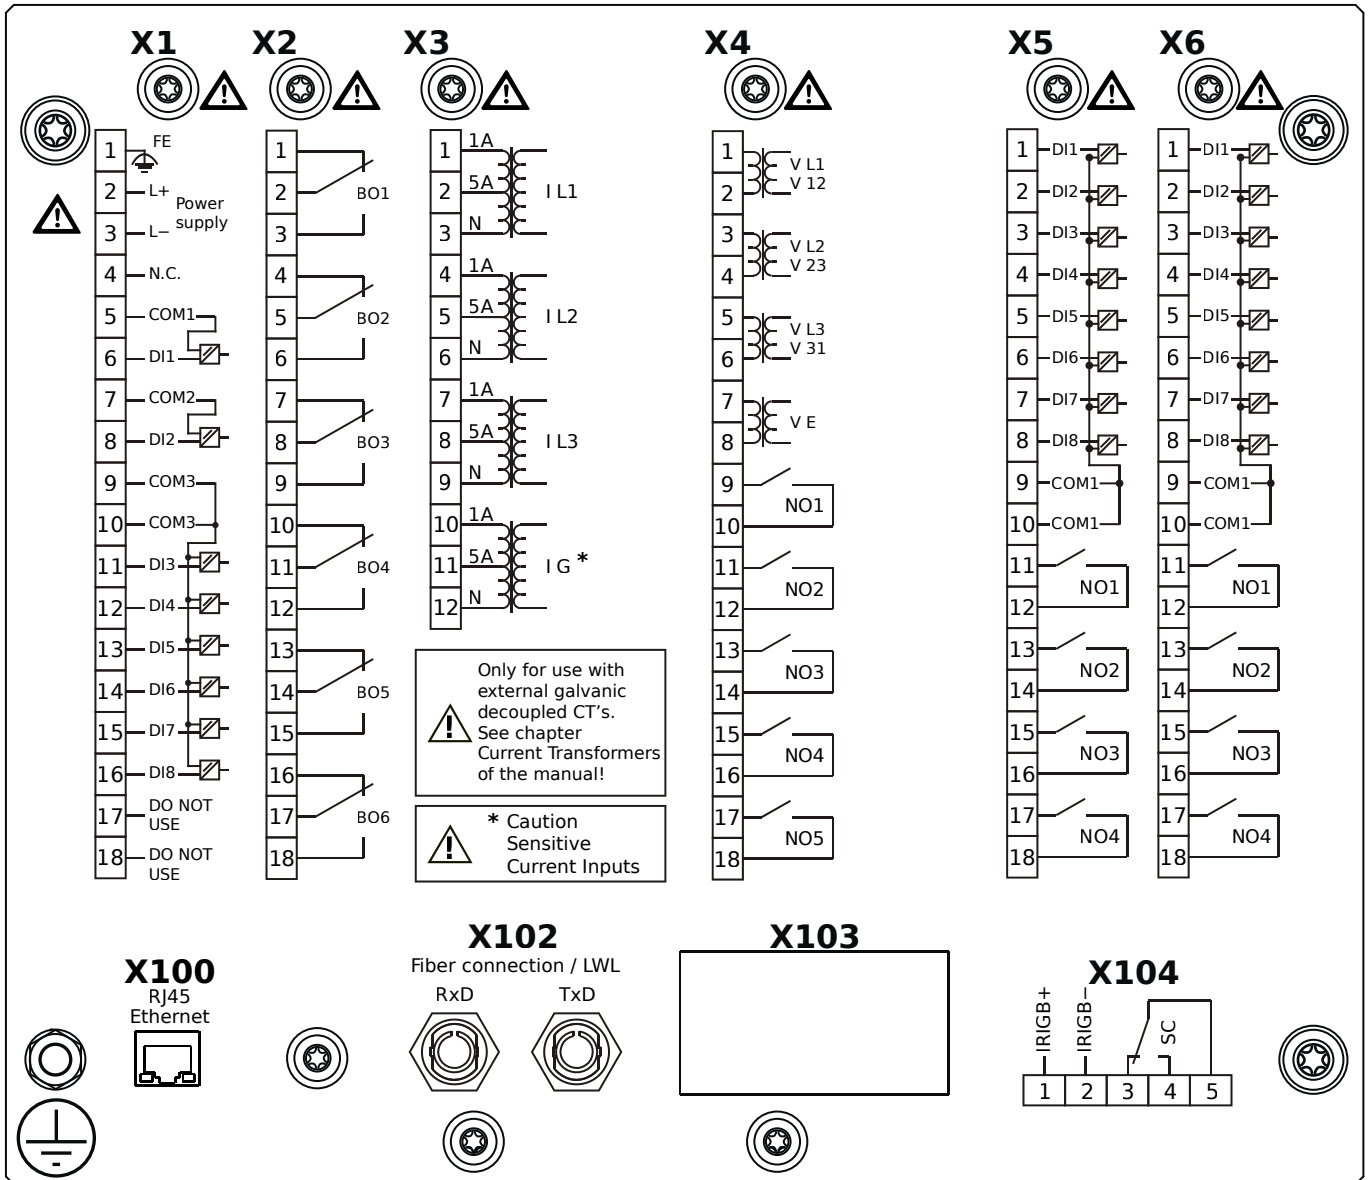 X1
X2
X3
X4
X5
X6
1
FE
2
L+
Power
supply
3
L−
4
N.C.
5
COM1
6
DI1
7
COM2
8
DI2
9
COM3
10
COM3
11
DI3
12
DI4
13
DI5
14
DI6
15
DI7
16
DI8
17
DO NOT
USE
18
DO NOT
USE
1
2
BO1
3
4
5
BO2
6
7
8
BO3
9
10
11
BO4
12
13
14
BO5
15
16
17
BO6
18
1
1A
2
5A
I L1
3
N
4
1A
5
5A
I L2
6
N
7
1A
8
5A
I L3
9
N
10
1A
11
5A
I G *
12
N
Only for use with
external galvanic
decoupled CT's.
See chapter
Current Transformers
of the manual!
* Caution
Sensitive
Current Inputs
1
V L1
V 12
2
3
V L2
V 23
4
5
V L3
V 31
6
7
V E
8
9
NO1
10
11
NO2
12
13
NO3
14
15
NO4
16
17
NO5
18
1
DI1
2
DI2
3
DI3
4
DI4
5
DI5
6
DI6
7
DI7
8
DI8
9
COM1
10
COM1
11
NO1
12
13
NO2
14
15
NO3
16
17
NO4
18
1
DI1
2
DI2
3
DI3
4
DI4
5
DI5
6
DI6
7
DI7
8
DI8
9
COM1
10
COM1
11
NO1
12
13
NO2
14
15
NO3
16
17
NO4
18
X100
RJ45
Ethernet
X102
Fiber connection / LWL
RxD
TxD
X103
X104
IRIGB+
IRIGB−
SC
1
2
3
4
5